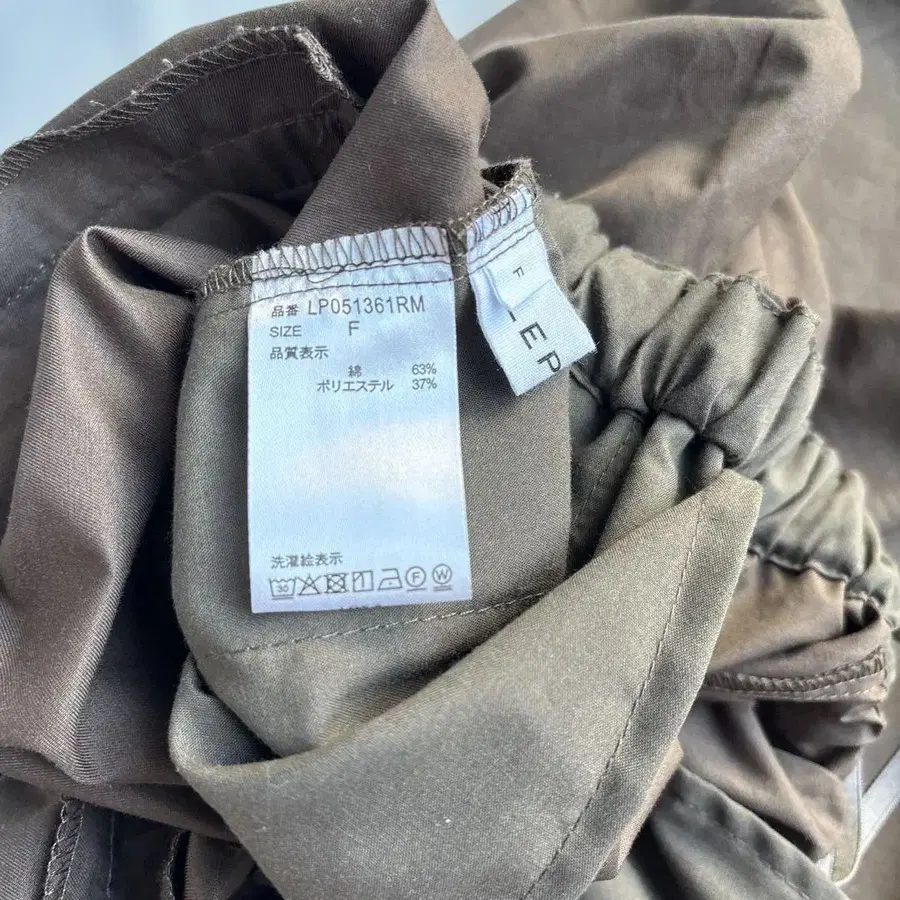 品番 LP051361RM
SIZE F
品質表示
綿 63%
ポリエステル 37%
洗濯絵表示
30 F W
F
LEP